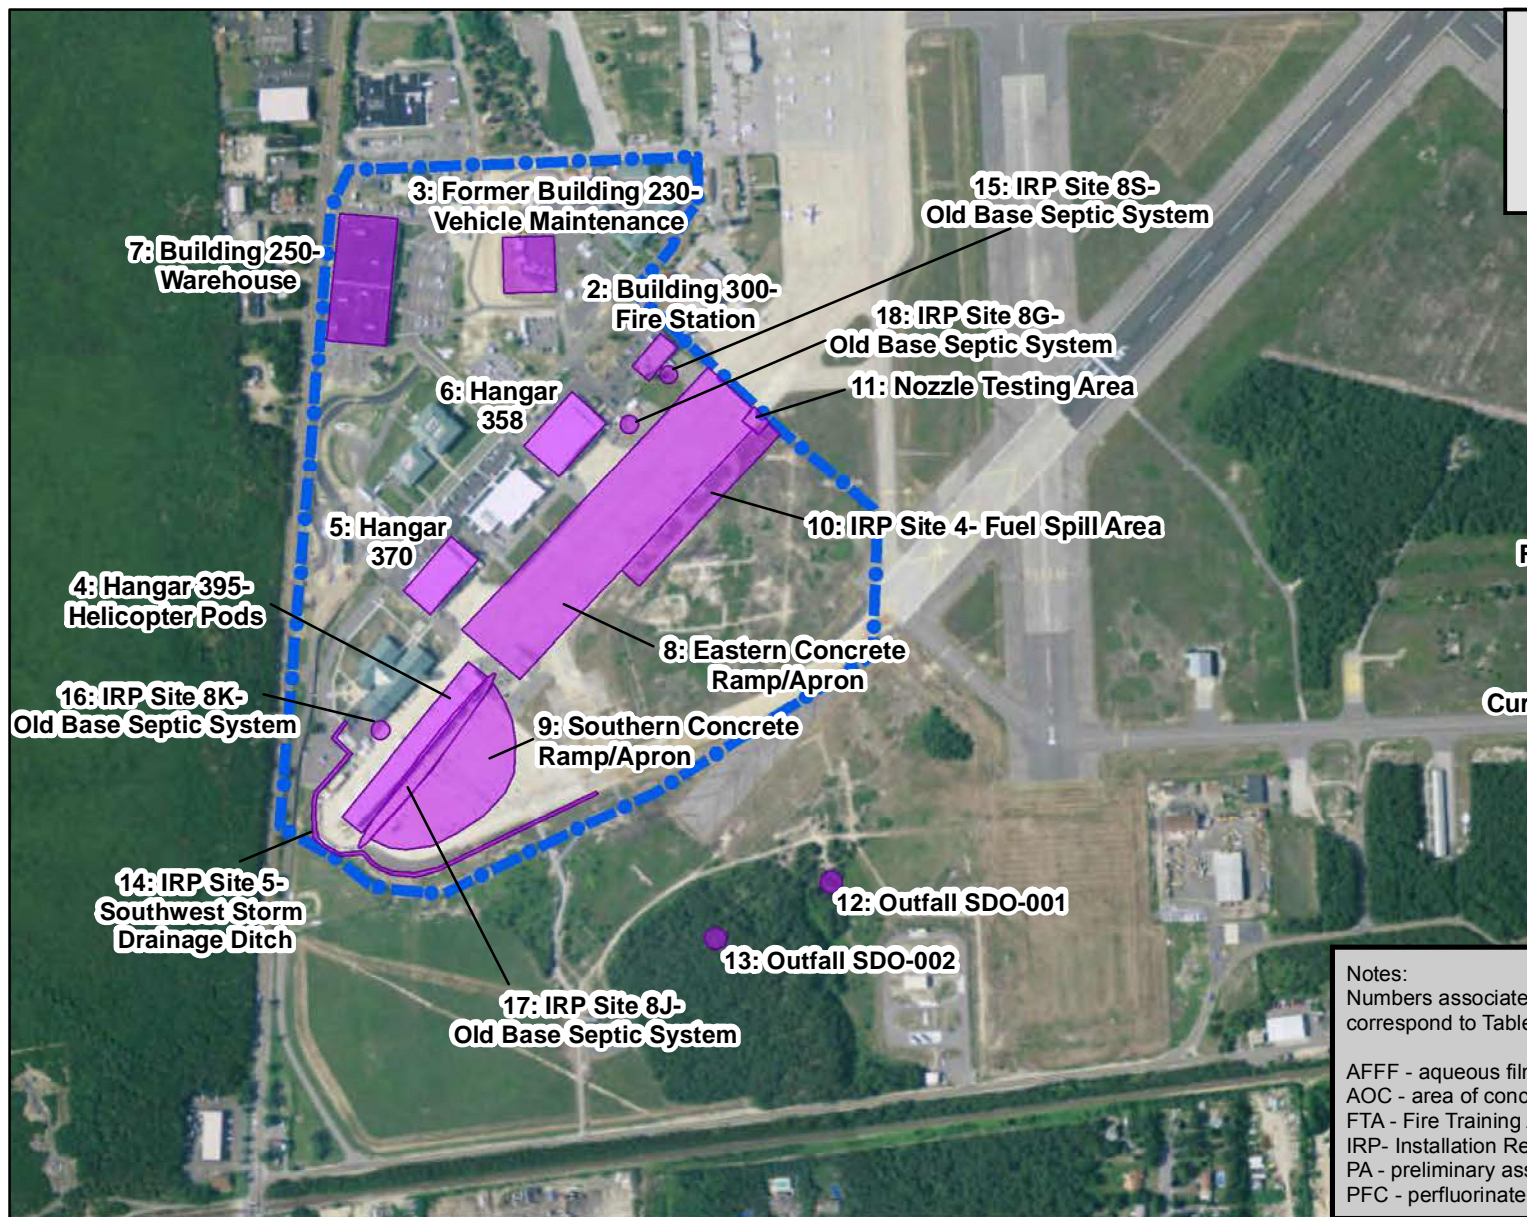 3: Former Building 230-
Vehicle Maintenance
15: IRP Site 8S-
Old Base Septic System
7: Building 250-
Warehouse
2: Building 300-
Fire Station
18: IRP Site 8G-
Old Base Septic System
6: Hangar
358
11: Nozzle Testing Area
5: Hangar
370
10: IRP Site 4- Fuel Spill Area
F
4: Hangar 395-
Helicopter Pods
8: Eastern Concrete
Ramp/Apron
16: IRP Site 8K-
Old Base Septic System
Cur
9: Southern Concrete
Ramp/Apron
14: IRP Site 5-
Southwest Storm
Drainage Ditch
12: Outfall SDO-001
13: Outfall SDO-002
17: IRP Site 8J-
Old Base Septic System
Notes:
Numbers associate
correspond to Table
AFFF - aqueous film
AOC - area of conc
FTA - Fire Training
IRP- Installation Re
PA - preliminary ass
PFC - perfluorinate